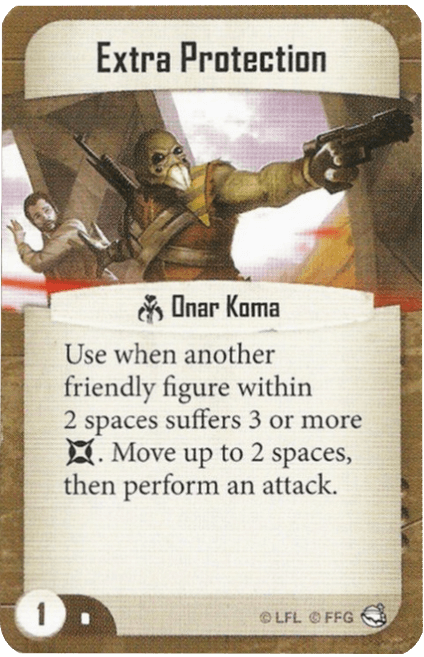 Extra Protection
Onar Koma
Use when another
friendly figure within
2 spaces suffers 3 or more
. Move up to 2 spaces,
then perform an attack.
1
© LFL © FFG